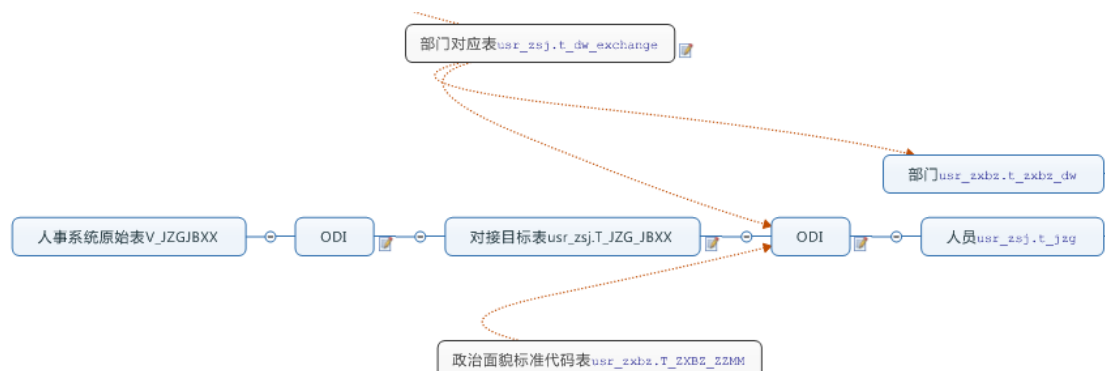 部门对应表usr_zsj.t_dw_exchange
部门usr_zxbz.t_zxbz_dw
人事系统原始表V_JZGJBXX
ODI
对接目标表usr_zsj.T_JZG_JBXX
ODI
人员usr_zsj.t_jzg
政治面貌标准代码表usr_zxbz.T_ZXBZ_ZZMM